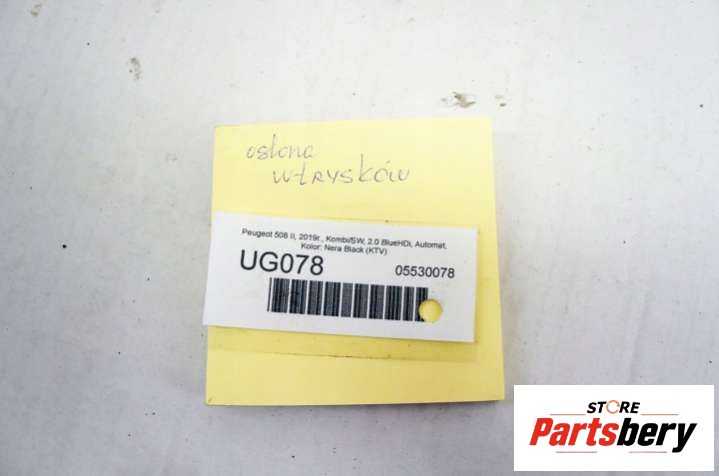 osłona
wtrysków
Peugeot 508 II, 2019r., Kombi/SW, 2.0 BlueHDi, Automat,
Kolor: Nera Black (KTV)
UG078
05530078
STORE
Partsbery